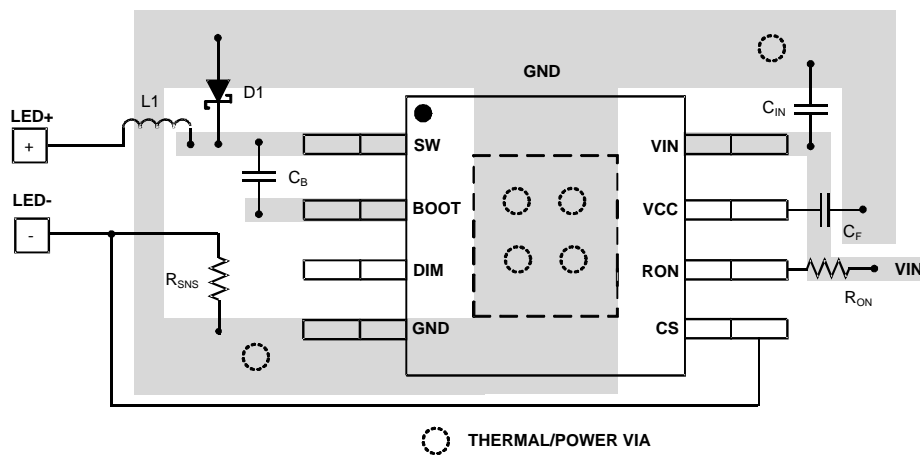 GND
D1
L1
C_IN
LED+
+
SW
VIN
C_B
LED-
BOOT
VCC
-
C_F
DIM
RON
VIN
R_SNS
R_ON
GND
CS
THERMAL/POWER VIA